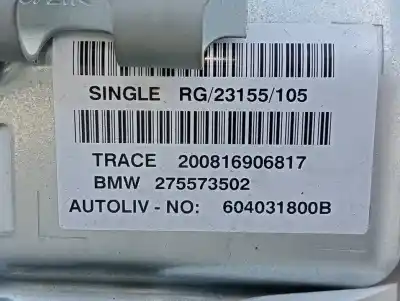 SINGLE RG/23155/105
TRACE 200816906817
BMW 275573502
AUTOLIV - NO: 604031800B